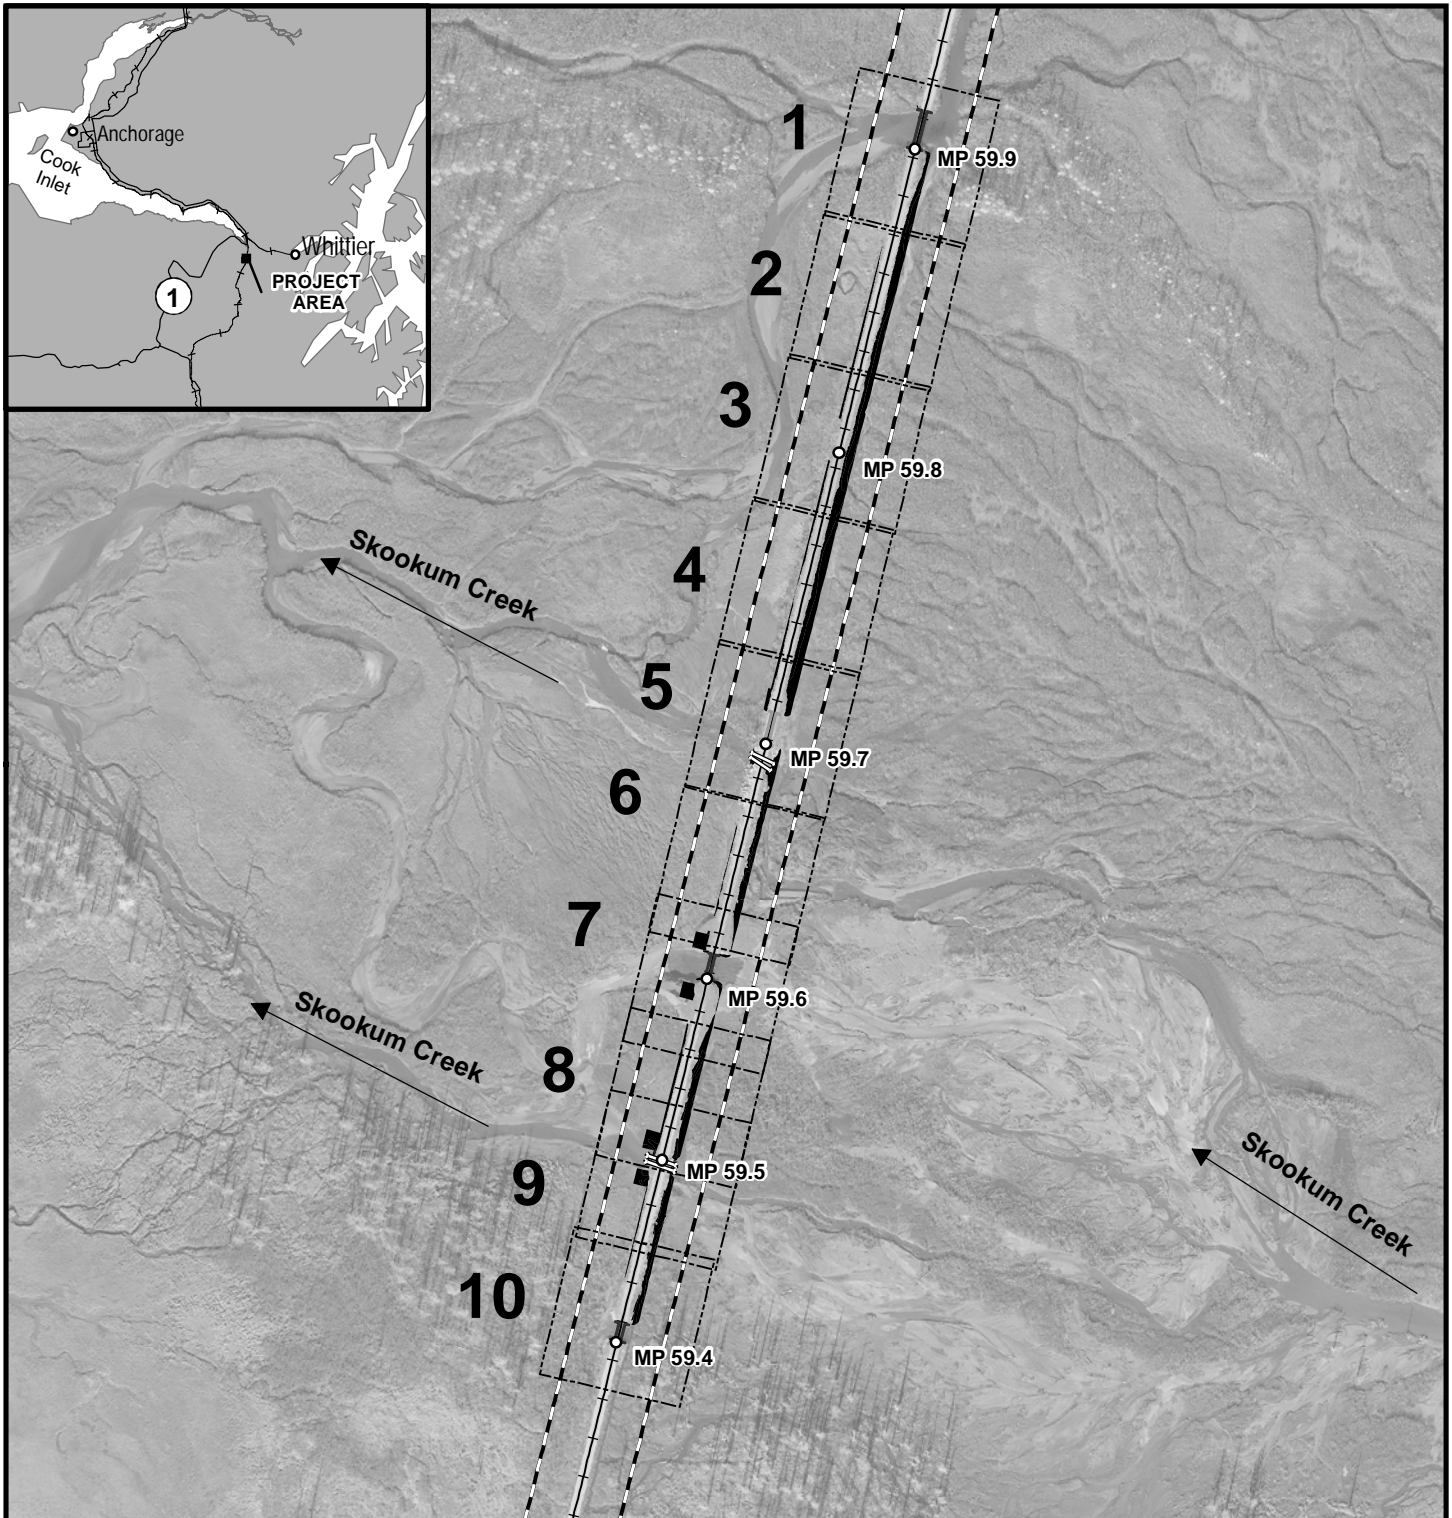 Anchorage
Cook
Inlet
Whittier
PROJECT
AREA
1
1
MP 59.9
2
3
MP 59.8
4
Skookum Creek
5
MP 59.7
6
7
MP 59.6
Skookum Creek
8
9
MP 59.5
Skookum Creek
10
MP 59.4